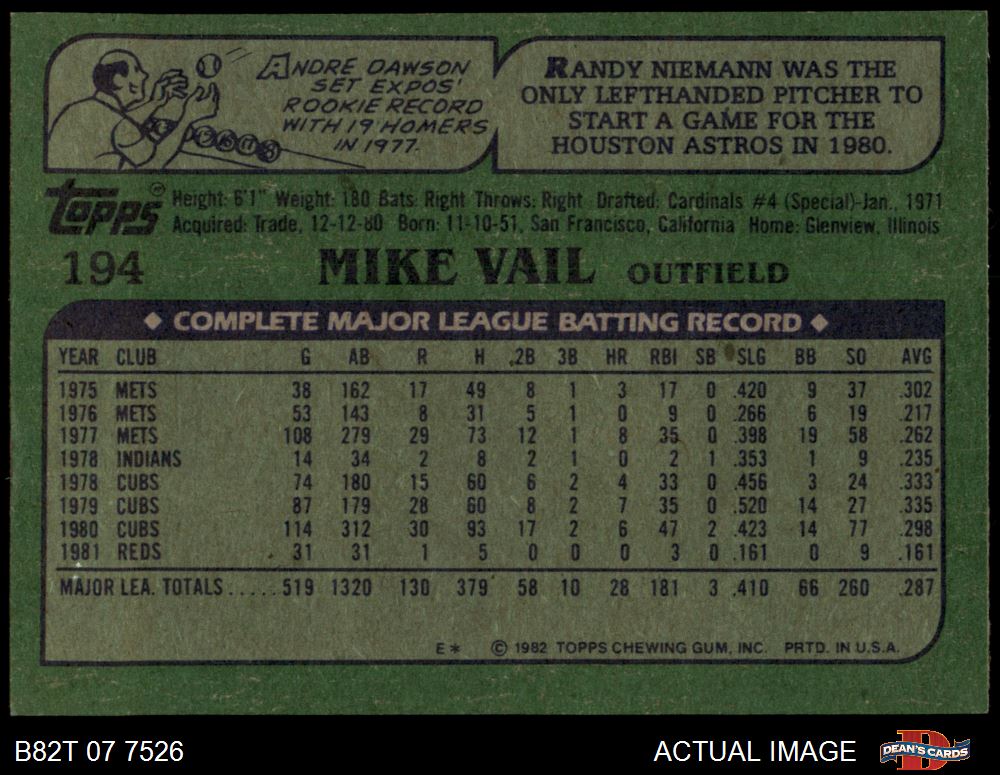 ANDRE DAWSON
SET EXPOS'
ROOKIE RECORD
WITH 19 HOMERS
IN 1977.
RANDY NIEMANN WAS THE
ONLY LEFTHANDED PITCHER TO
START A GAME FOR THE
HOUSTON ASTROS IN 1980.
Topps ®
Height: 6'1" Weight: 180 Bats: Right Throws: Right Drafted: Cardinals #4 (Special)-Jan., 1971
Acquired: Trade, 12-12-80 Born: 11-10-51, San Francisco, California Home: Glenview, Illinois
194 MIKE VAIL OUTFIELD
◆ COMPLETE MAJOR LEAGUE BATTING RECORD ◆
YEAR CLUB G AB R H 2B 3B HR RBI SB SLG BB SO AVG
1975 METS 38 162 17 49 8 1 3 17 0 .420 9 37 .302
1976 METS 53 143 8 31 5 1 0 9 0 .266 6 19 .217
1977 METS 108 279 29 73 12 1 8 35 0 .398 19 58 .262
1978 INDIANS 14 34 2 8 2 1 0 2 1 .353 1 9 .235
1978 CUBS 74 180 15 60 6 2 4 33 0 .456 3 24 .333
1979 CUBS 87 179 28 60 8 2 7 35 0 .520 14 27 .335
1980 CUBS 114 312 30 93 17 2 6 47 2 .423 14 77 .298
1981 REDS 31 31 1 5 0 0 0 3 0 .161 0 9 .161
MAJOR LEA. TOTALS.....519 1320 130 379 58 10 28 181 3 .410 66 260 .287
E* © 1982 TOPPS CHEWING GUM, INC. PRTD. IN U.S.A.
B82T 07 7526 ACTUAL IMAGE D DEAN'S CARDS